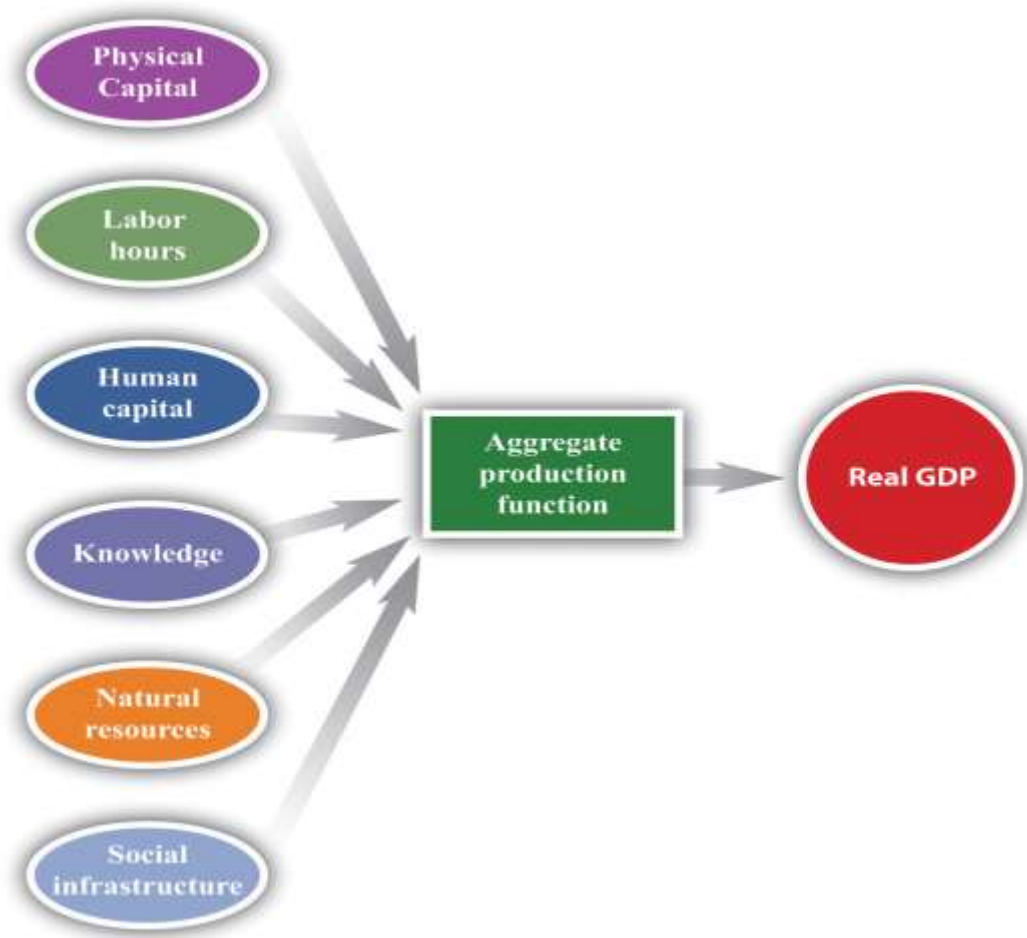 Physical
Capital
Labor
hours
Human
capital
Knowledge
Natural
resources
Social
infrastructure
Aggregate
production
function
Real GDP